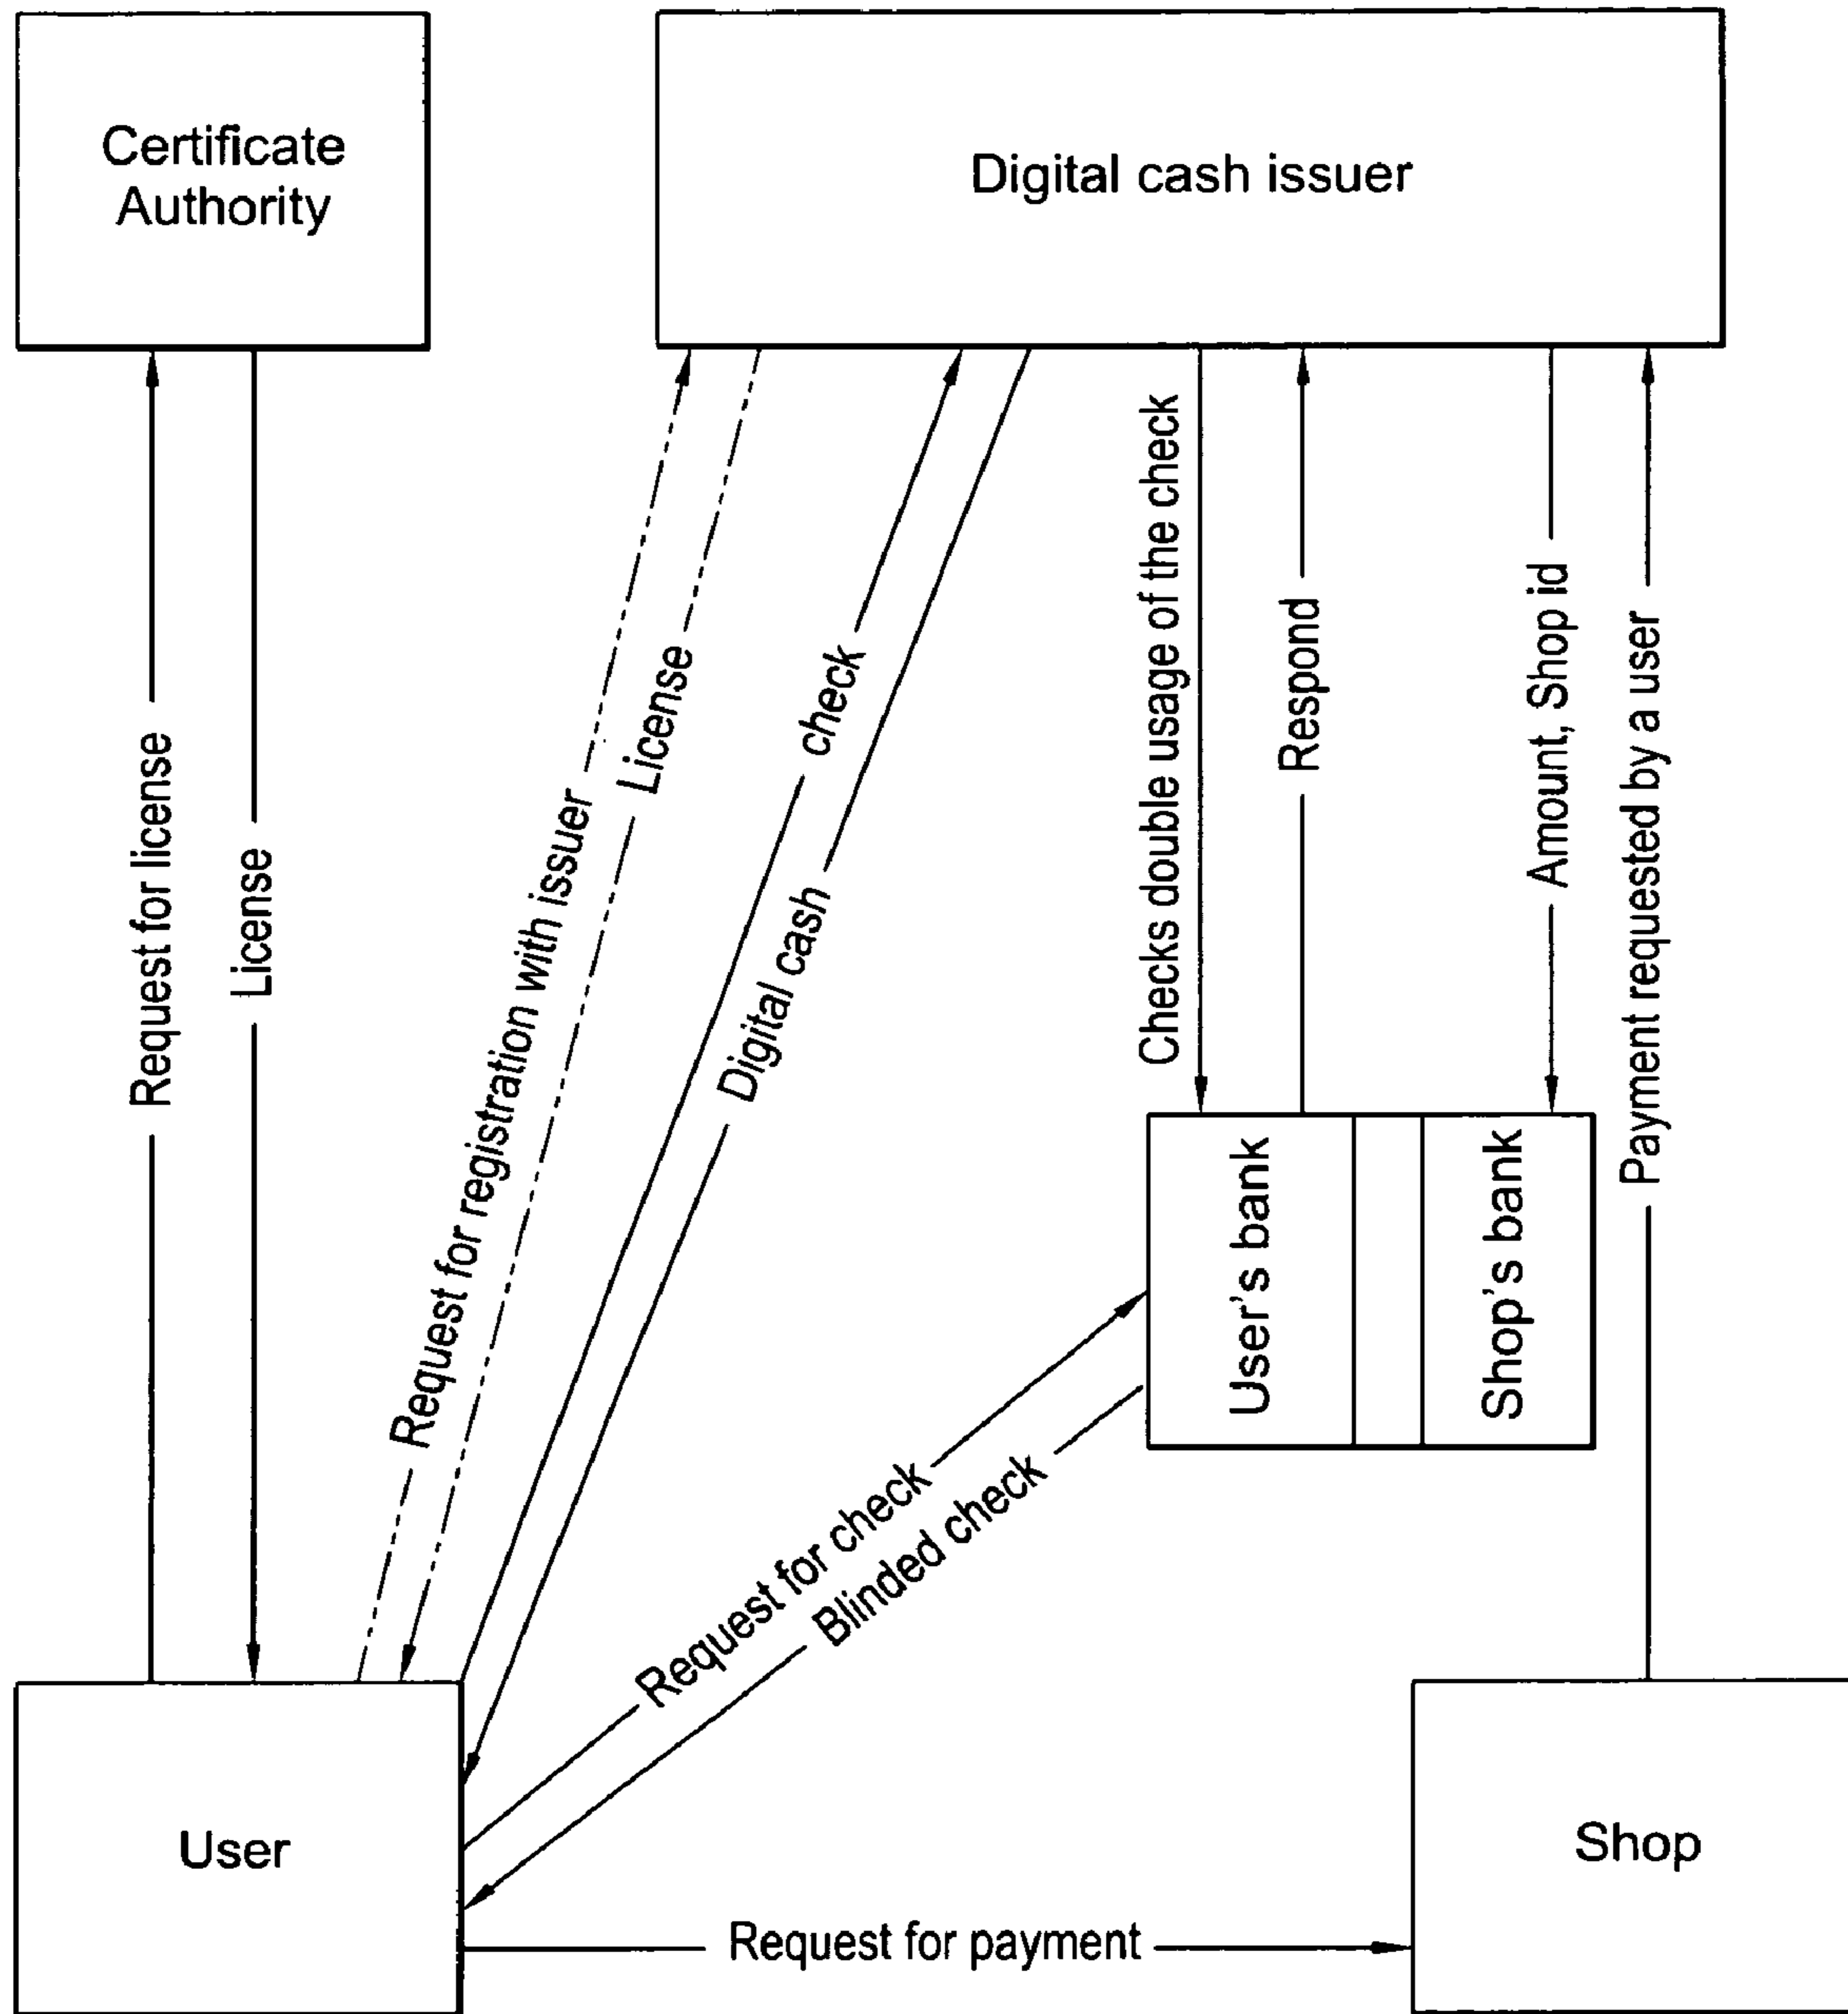 Certificate
Authority
Digital cash issuer
Request for license
License
Request for registration with issuer
License
check
Digital cash
Checks double usage of the check
Respond
Amount, Shop id
Payment requested by a user
User's bank
Shop's bank
Request for check
Blinded check
User
Request for payment
Shop